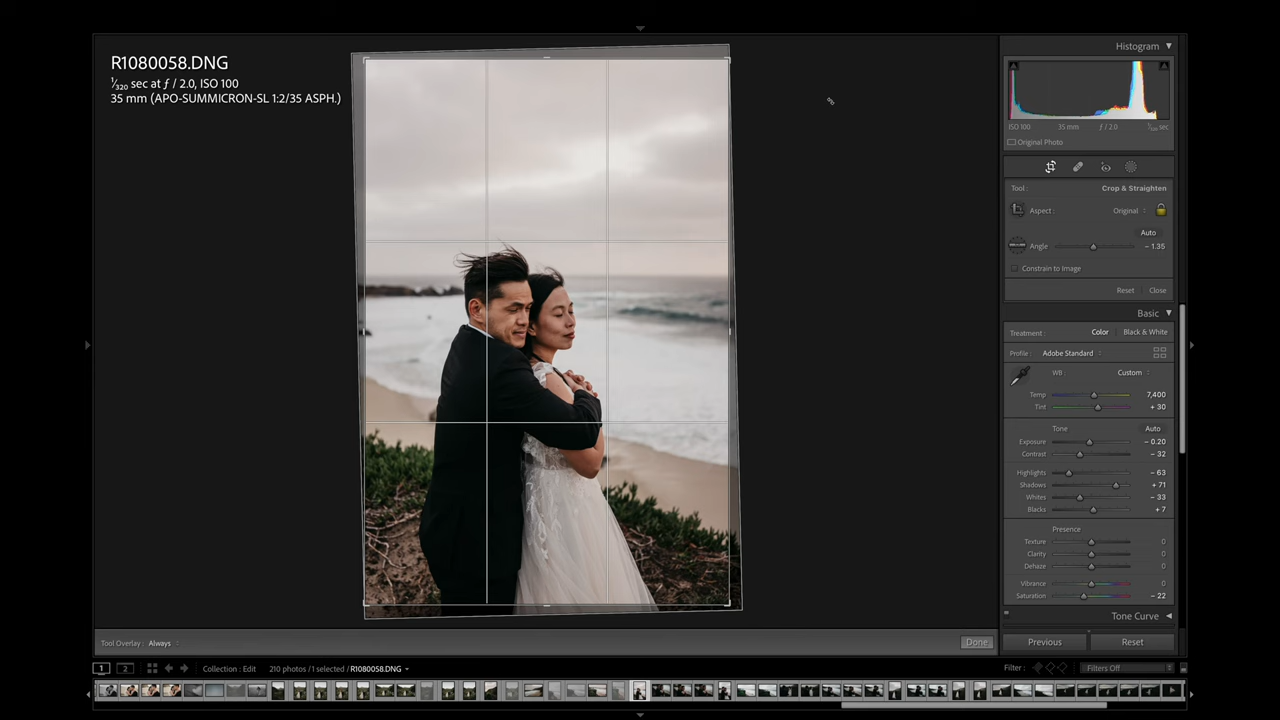 R1080058.DNG
1/320 sec at ƒ / 2.0, ISO 100
35 mm (APO-SUMMICRON-SL 1:2/35 ASPH.)
Histogram
ISO 100 35 mm ƒ / 2.0 sec
Original Photo
Tool : Crop & Straighten
Aspect : Original
Auto
Angle - 1.35
Constrain to Image
Reset Close
Basic
Treatment : Color Black & White
Profile : Adobe Standard
WB : Custom
Temp 7,400
Tint + 30
Tone Auto
Exposure - 0.20
Contrast - 32
Highlights - 63
Shadows + 71
Whites - 33
Blacks + 7
Presence
Texture 0
Clarity 0
Dehaze 0
Vibrance 0
Saturation - 22
Tone Curve
Tool Overlay : Always
Done
Previous Reset
1 2 Collection : Edit 210 photos / 1 selected / R1080058.DNG
Filter : Filters Off